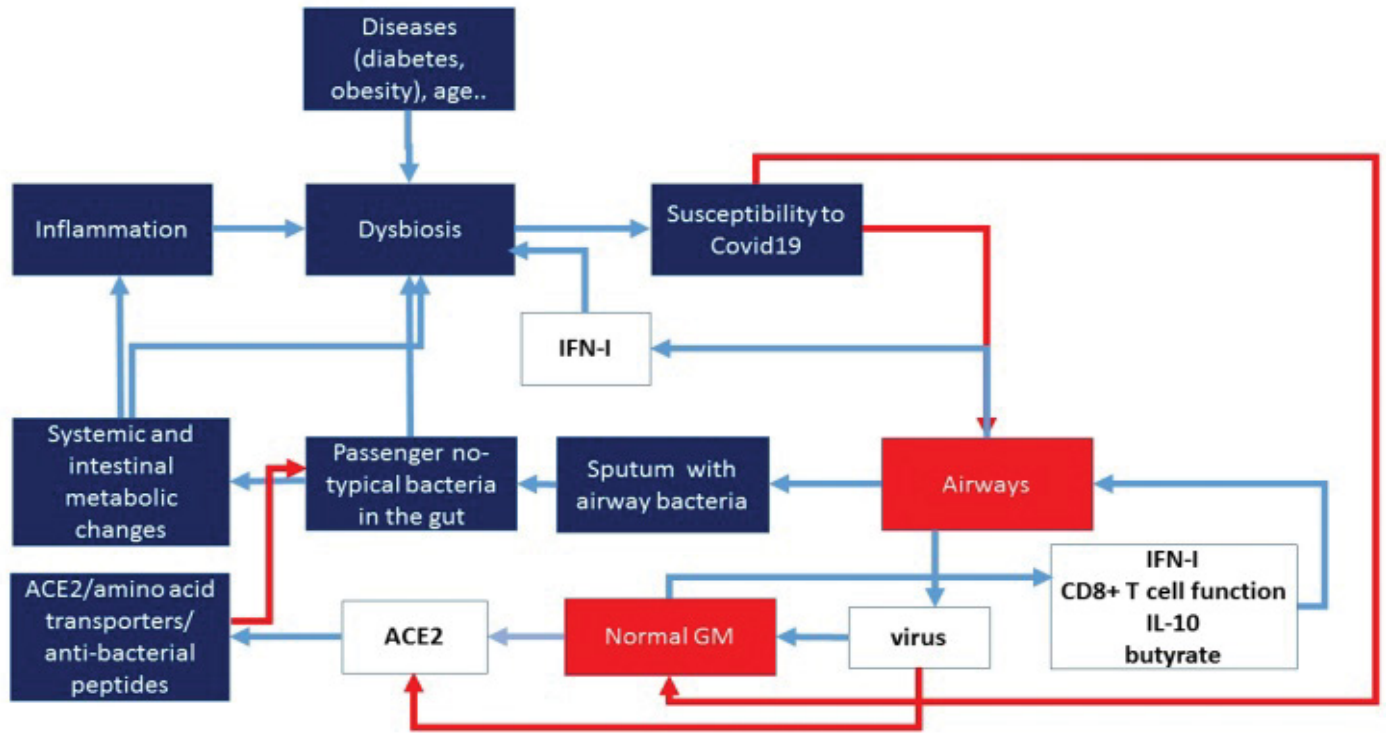 Diseases
(diabetes,
obesity), age..
Inflammation
Dysbiosis
Susceptibility to
Covid19
IFN-I
Systemic and
intestinal
metabolic
changes
Passenger no-
typical bacteria
in the gut
Sputum with
airway bacteria
Airways
IFN-I
CD8+ T cell function
IL-10
butyrate
ACE2/amino acid
transporters/
anti-bacterial
peptides
ACE2
Normal GM
virus